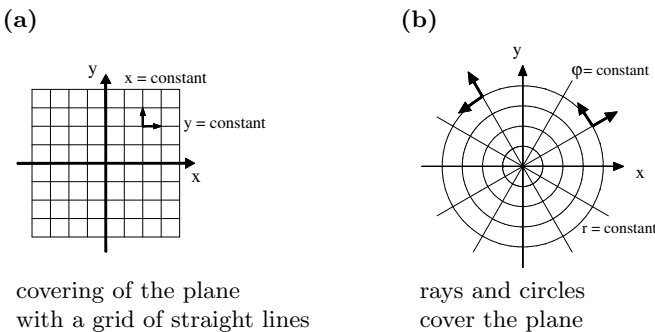 (a)
y
x = constant
y = constant
x
covering of the plane
with a grid of straight lines
(b)
y
φ= constant
x
r = constant
rays and circles
cover the plane